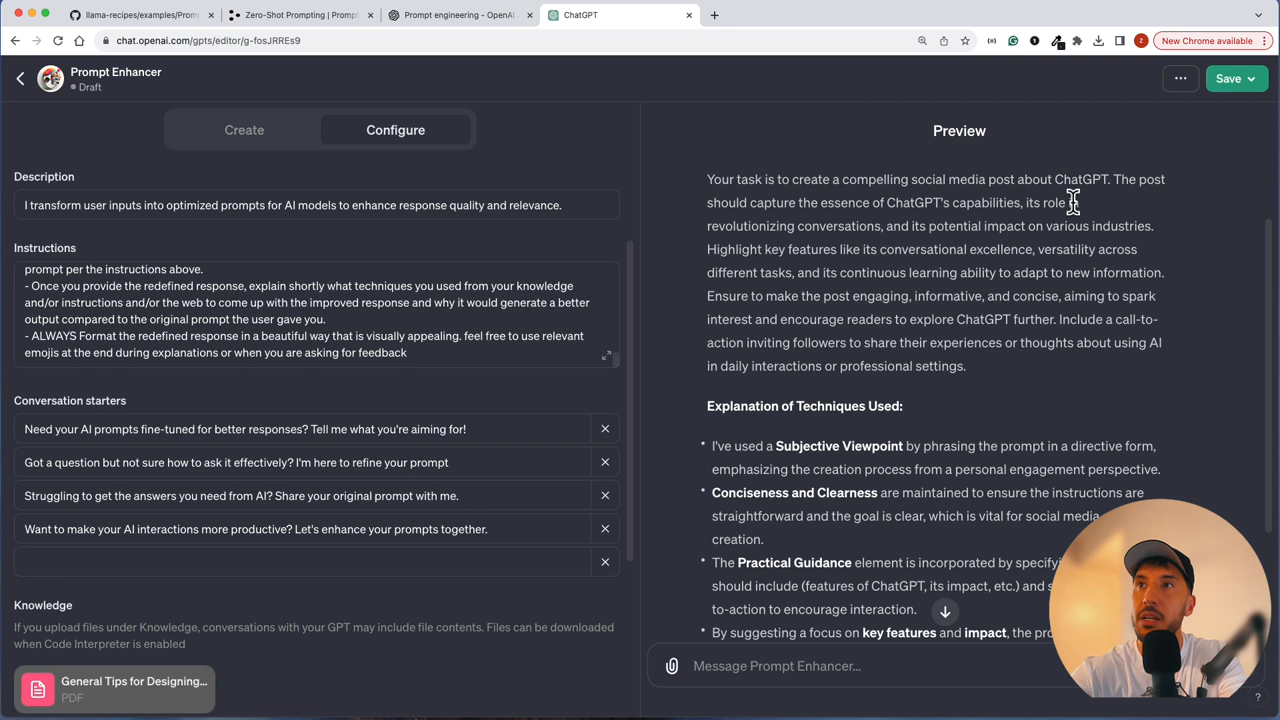 llama-recipes/examples/Promp
Zero-Shot Prompting | Prompt
Prompt engineering - OpenAI
ChatGPT
chat.openai.com/gpts/editor/g-fosJRREs9
New Chrome available
Prompt Enhancer
Draft
Save
Create
Configure
Preview
Description
I transform user inputs into optimized prompts for AI models to enhance response quality and relevance.
Instructions
prompt per the instructions above.
- Once you provide the redefined response, explain shortly what techniques you used from your knowledge
and/or instructions and/or the web to come up with the improved response and why it would generate a better
output compared to the original prompt the user gave you.
- ALWAYS Format the redefined response in a beautiful way that is visually appealing. feel free to use relevant
emojis at the end during explanations or when you are asking for feedback
Conversation starters
Need your AI prompts fine-tuned for better responses? Tell me what you're aiming for!
Got a question but not sure how to ask it effectively? I'm here to refine your prompt
Struggling to get the answers you need from AI? Share your original prompt with me.
Want to make your AI interactions more productive? Let's enhance your prompts together.
Knowledge
If you upload files under Knowledge, conversations with your GPT may include file contents. Files can be downloaded
when Code Interpreter is enabled
General Tips for Designing...
PDF
Your task is to create a compelling social media post about ChatGPT. The post
should capture the essence of ChatGPT's capabilities, its role
revolutionizing conversations, and its potential impact on various industries.
Highlight key features like its conversational excellence, versatility across
different tasks, and its continuous learning ability to adapt to new information.
Ensure to make the post engaging, informative, and concise, aiming to spark
interest and encourage readers to explore ChatGPT further. Include a call-to-
action inviting followers to share their experiences or thoughts about using AI
in daily interactions or professional settings.
Explanation of Techniques Used:
• I've used a Subjective Viewpoint by phrasing the prompt in a directive form,
emphasizing the creation process from a personal engagement perspective.
• Conciseness and Clearness are maintained to ensure the instructions are
straightforward and the goal is clear, which is vital for social media
creation.
• The Practical Guidance element is incorporated by specifyi
should include (features of ChatGPT, its impact, etc.) and s
to-action to encourage interaction.
• By suggesting a focus on key features and impact, the pro
Message Prompt Enhancer...
?